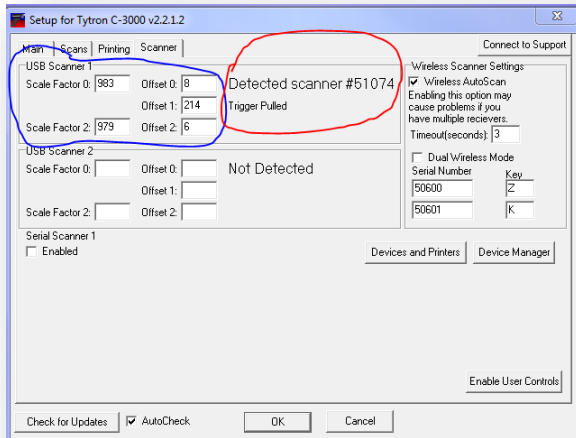 Setup for Tytron C-3000 v2.2.1.2
Main Scans Printing Scanner
Connect to Support
USB Scanner 1
Scale Factor 0: 983 Offset 0: 8
Offset 1: 214
Scale Factor 2: 979 Offset 2: 6
Detected scanner #51074
Trigger Pulled
Wireless Scanner Settings
Wireless AutoScan
Enabling this option may
cause problems if you
have multiple recievers.
Timeout(seconds): 3
Dual Wireless Mode
Serial Number Key
50600 Z
50601 K
USB Scanner 2
Scale Factor 0: Offset 0:
Offset 1:
Scale Factor 2: Offset 2:
Not Detected
Serial Scanner 1
Enabled
Devices and Printers Device Manager
Enable User Controls
Check for Updates AutoCheck OK Cancel